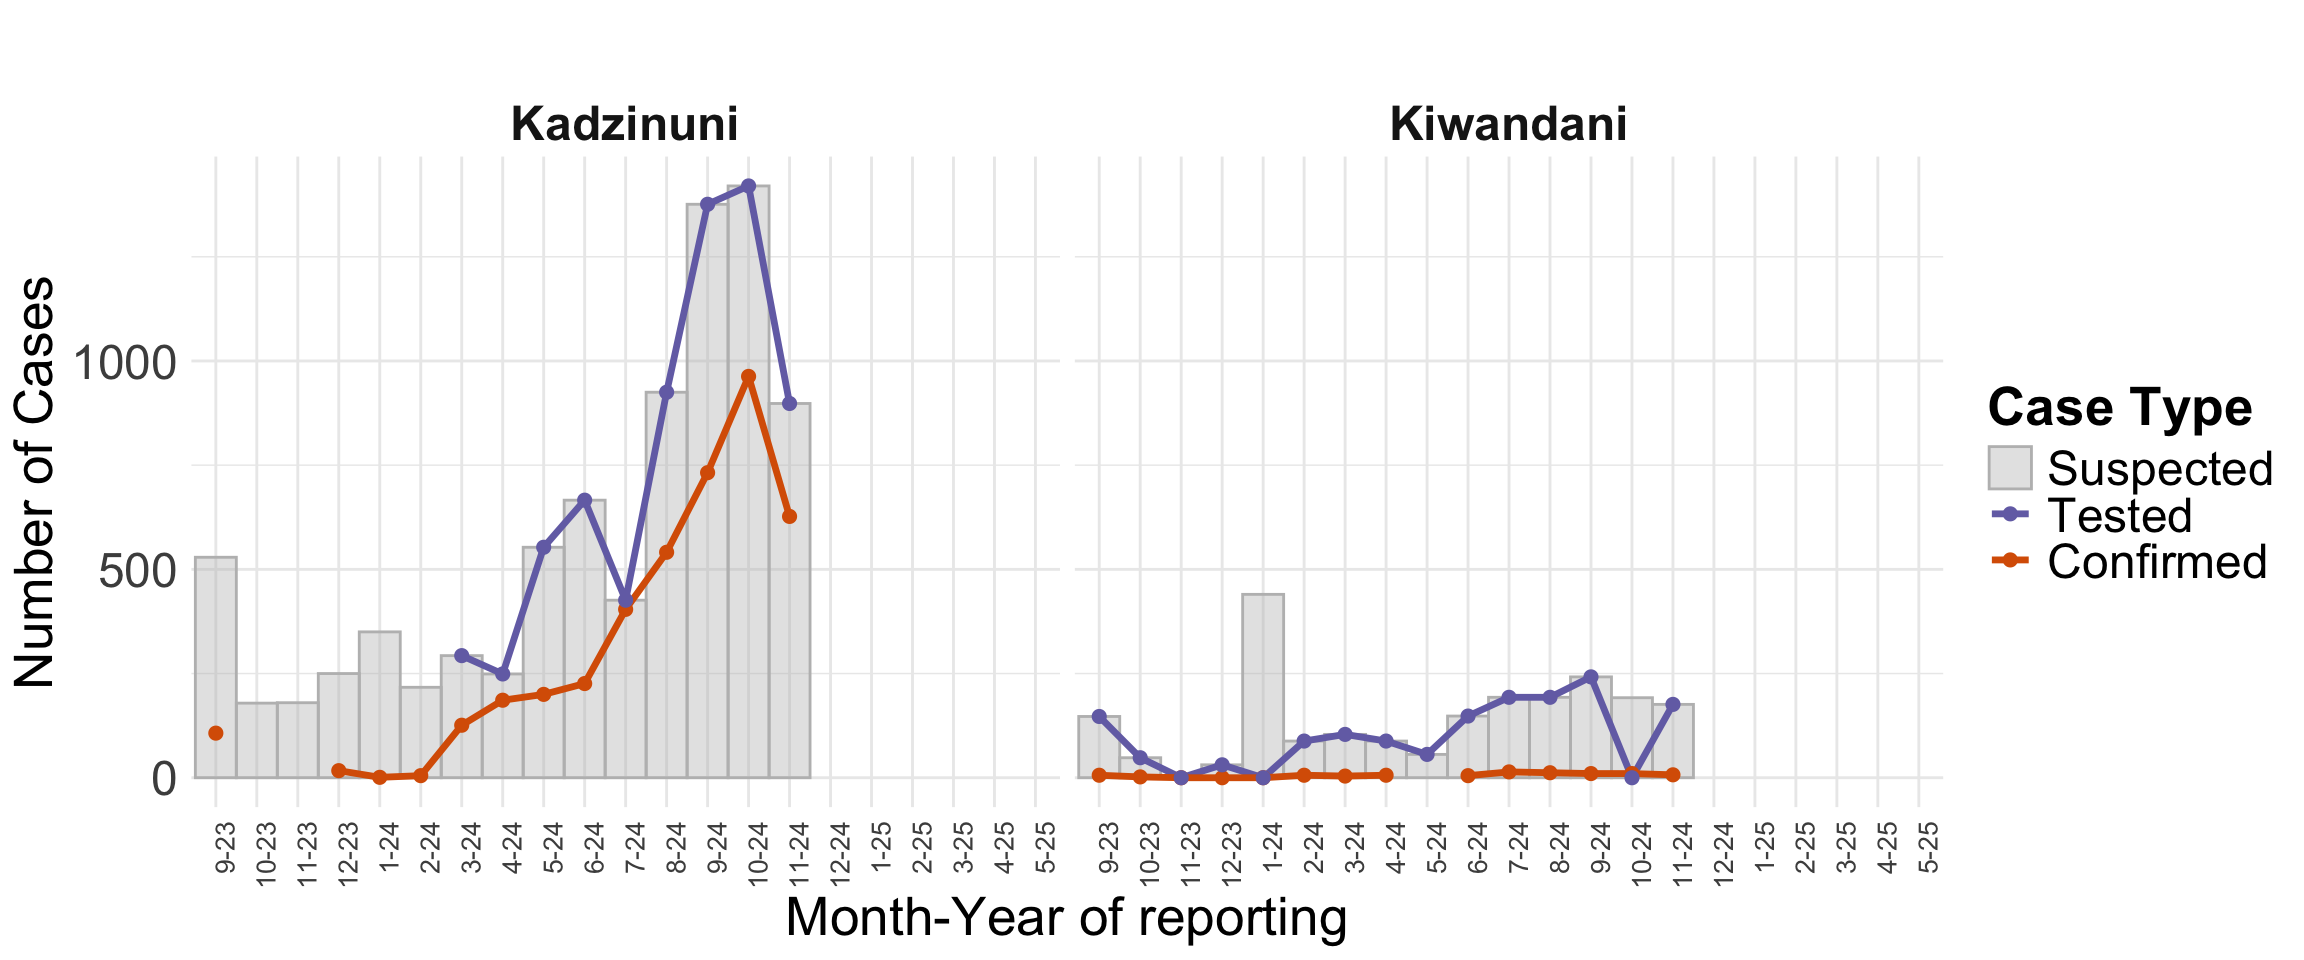 Kadzinuni
Kiwandani
Number of Cases
1000
500
0
9-23 10-23 11-23 12-23 1-24 2-24 3-24 4-24 5-24 6-24 7-24 8-24 9-24 10-24 11-24 12-24 1-25 2-25 3-25 4-25 5-25
9-23 10-23 11-23 12-23 1-24 2-24 3-24 4-24 5-24 6-24 7-24 8-24 9-24 10-24 11-24 12-24 1-25 2-25 3-25 4-25 5-25
Month-Year of reporting
Case Type
Suspected
Tested
Confirmed